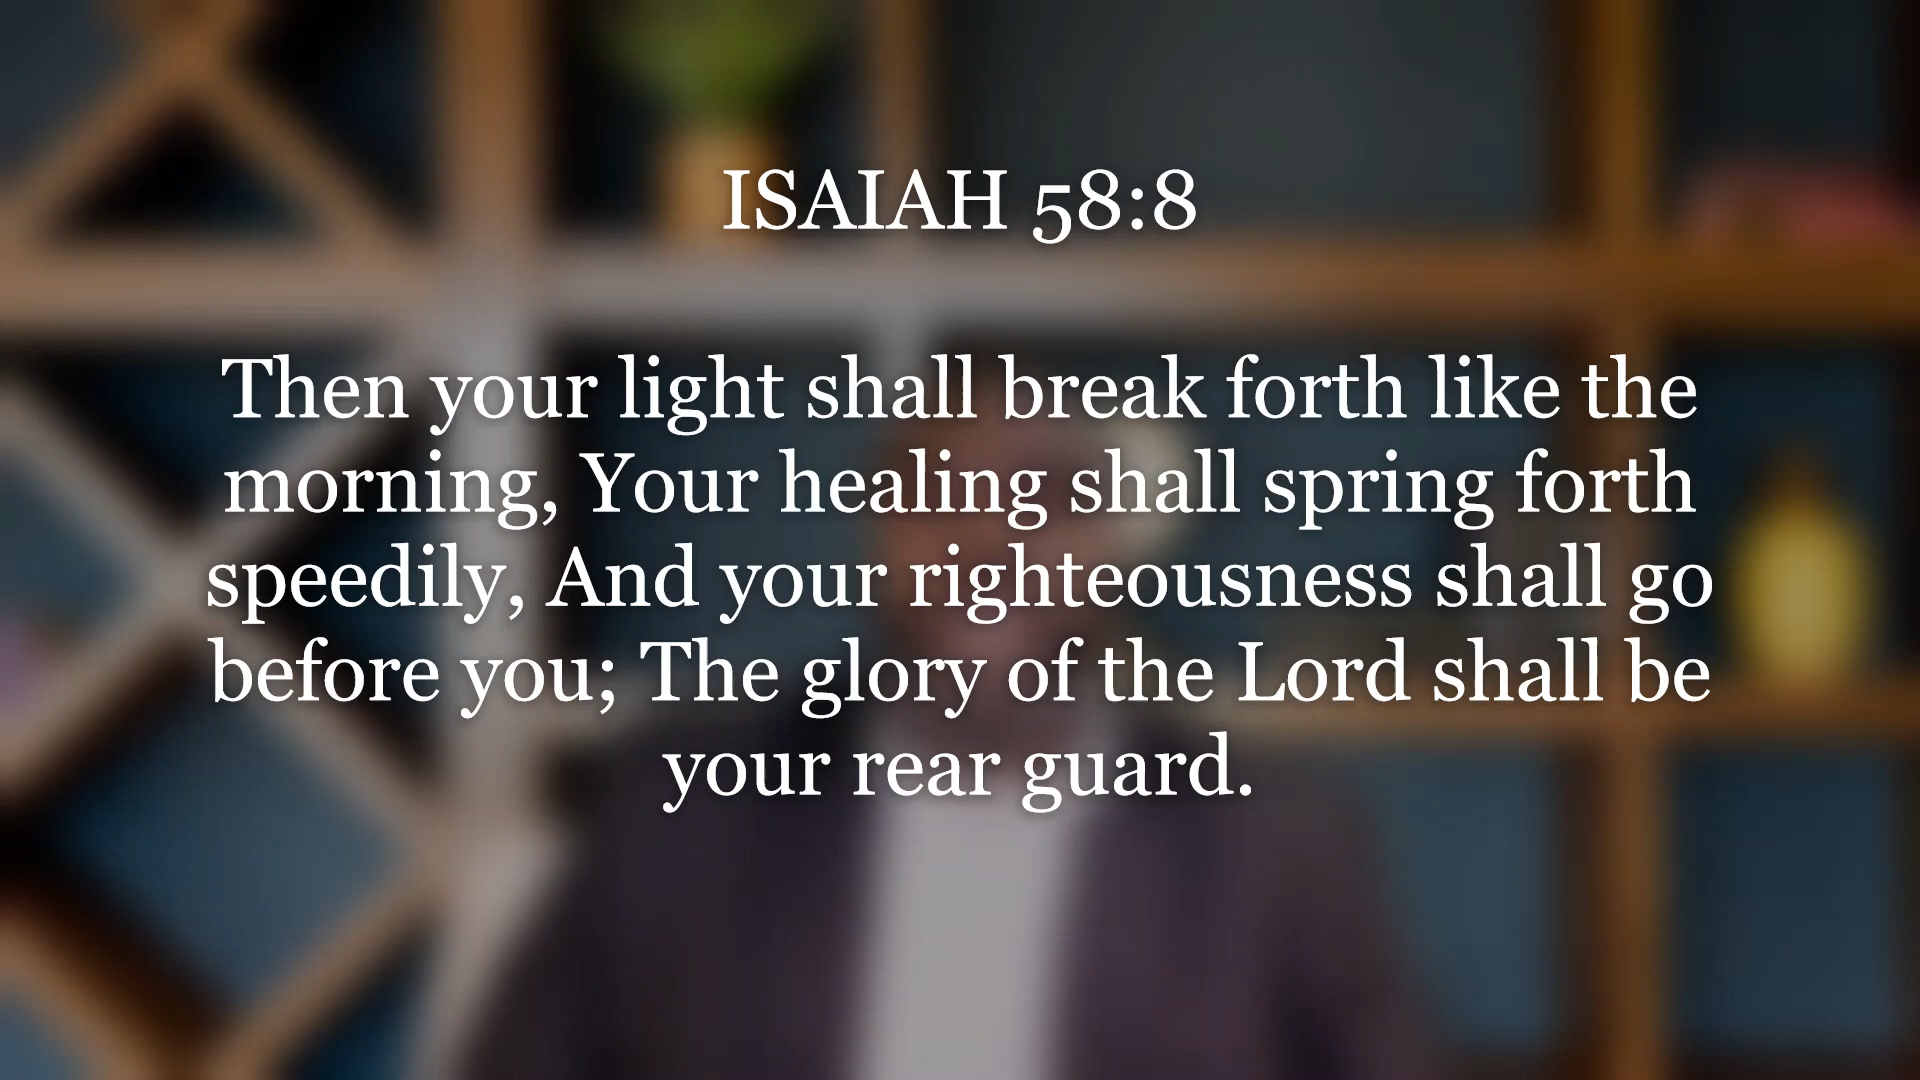 ISAIAH 58:8
Then your light shall break forth like the
morning, Your healing shall spring forth
speedily, And your righteousness shall go
before you; The glory of the Lord shall be
your rear guard.